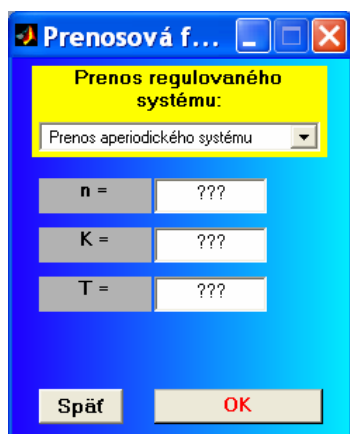 Prenosová f...
Prenos regulovaného
systému:
Prenos aperiodického systému
n = ???
K = ???
T = ???
Späť OK